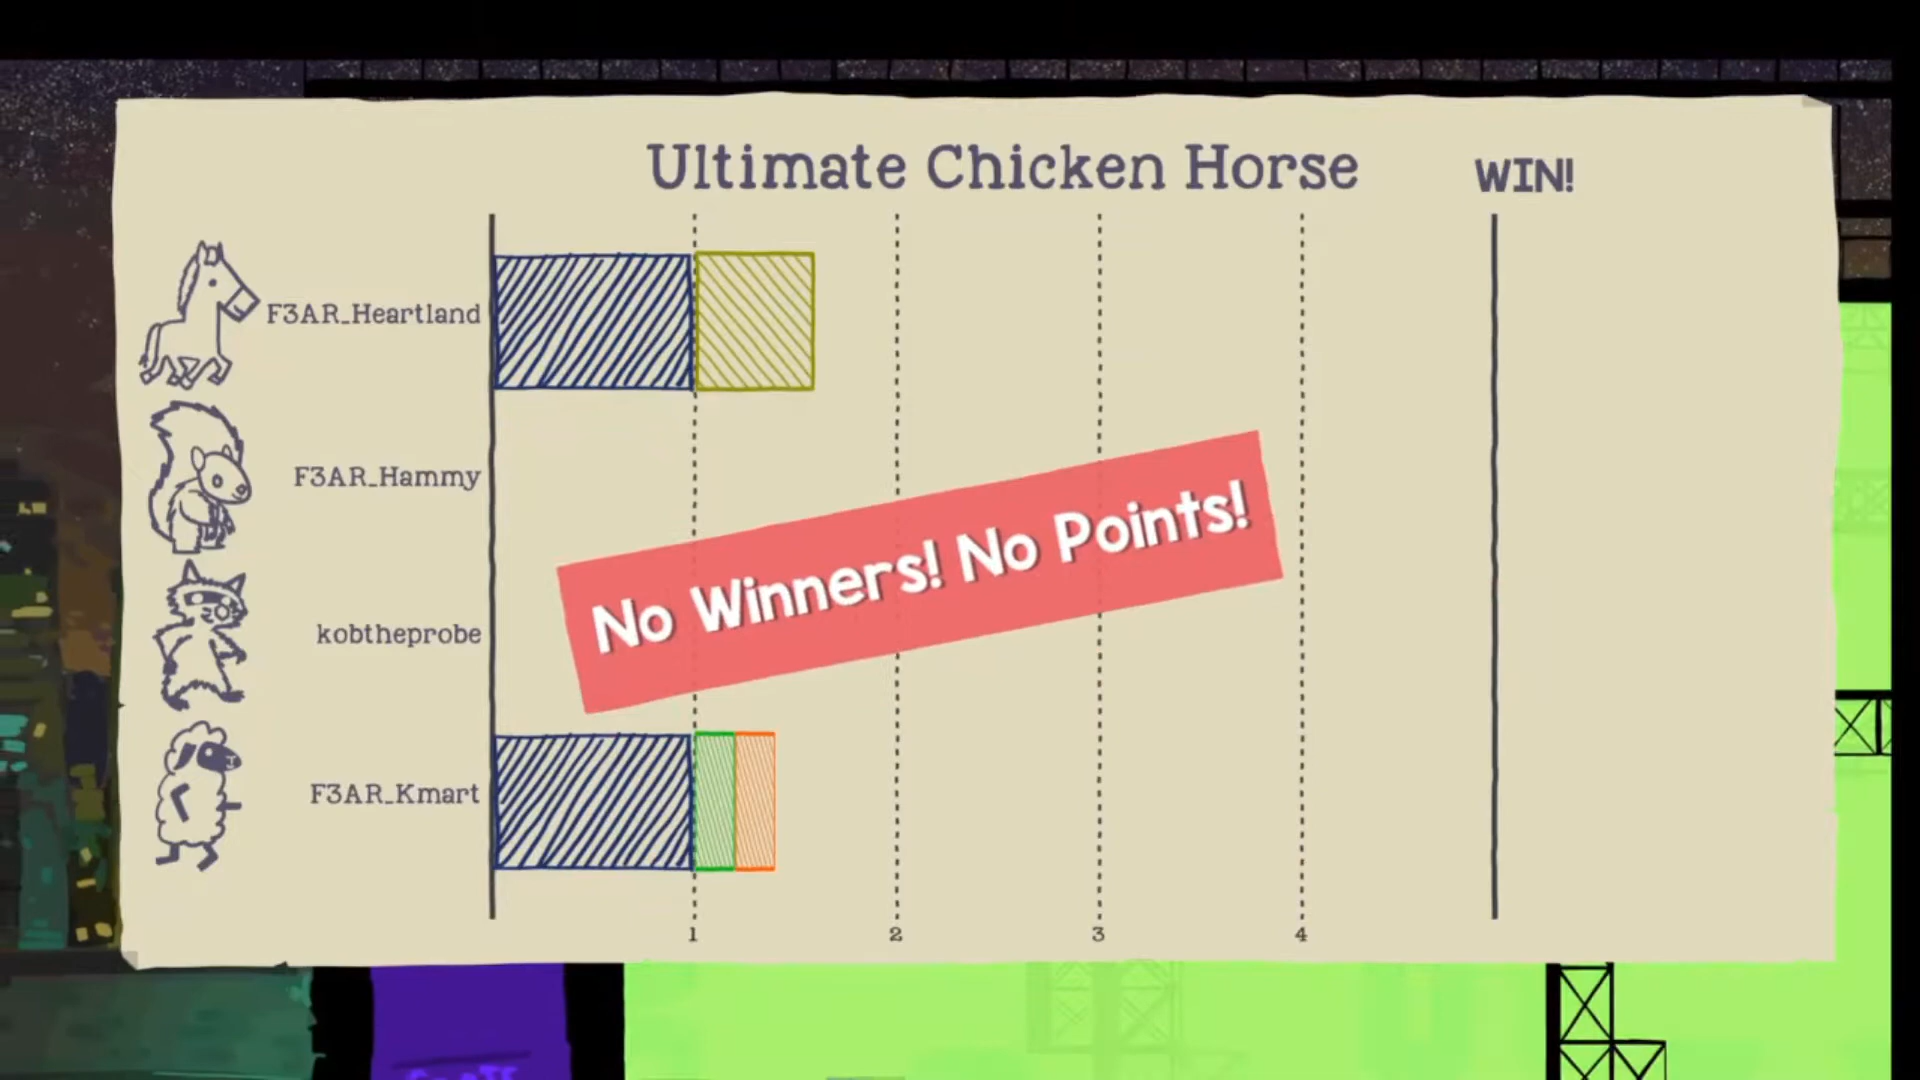 Ultimate Chicken Horse
WIN!
F3AR_Heartland
F3AR_Hammy
No Winners! No Points!
kobtheprobe
F3AR_Kmart
1 2 3 4